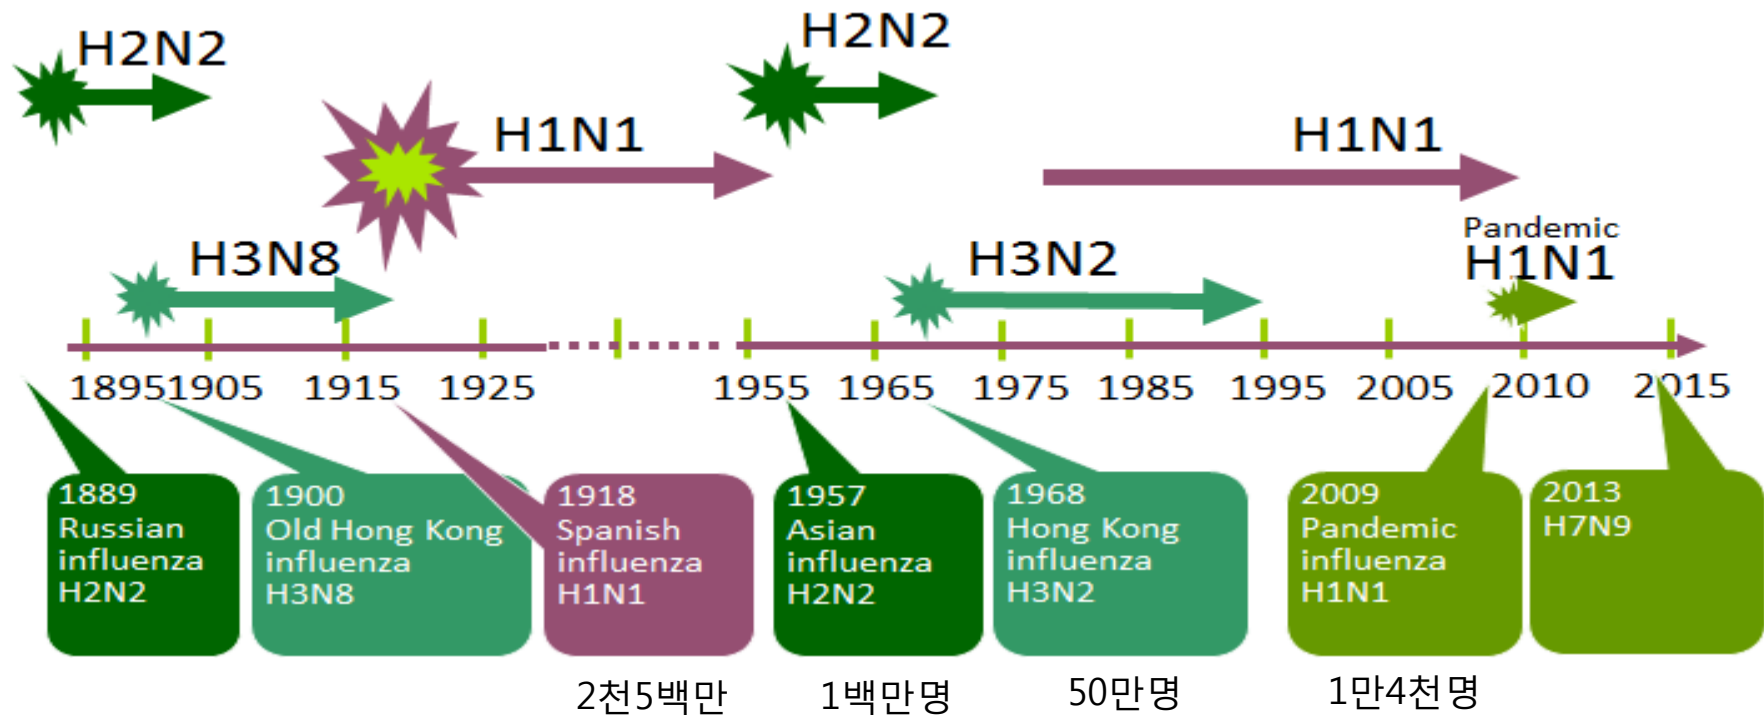 H2N2
H2N2
H1N1
H1N1
Pandemic
H1N1
H3N8
H3N2
1895 1905 1915 1925 1955 1965 1975 1985 1995 2005 2010 2015
1889
Russian
influenza
H2N2
1900
Old Hong Kong
influenza
H3N8
1918
Spanish
influenza
H1N1
1957
Asian
influenza
H2N2
1968
Hong Kong
influenza
H3N2
2009
Pandemic
influenza
H1N1
2013
H7N9
2천5백만
1백만명
50만명
1만4천명